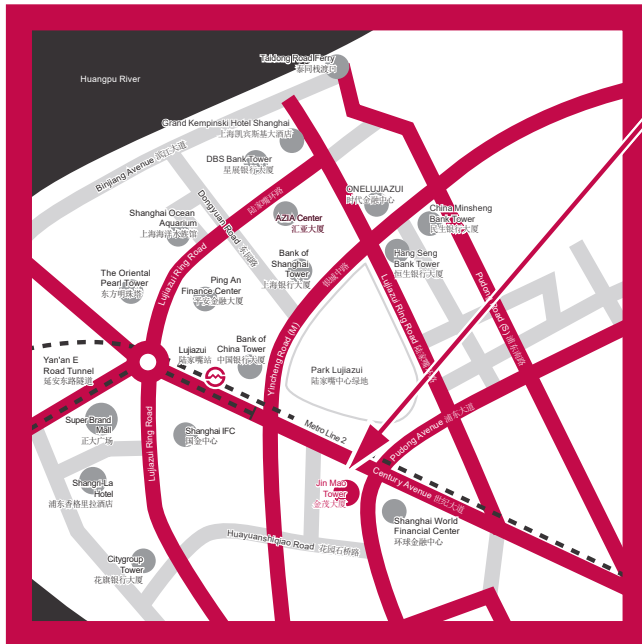 Taidong Road|Ferry
泰同栈渡口
Huangpu River
Grand Kempinski Hotel Shanghai
上海凯宾斯基大酒店
Binjiang Avenue 滨江大道
DBS Bank Tower
星展银行大厦
陆家嘴环路
Dongyuan Road 东园路
ONELUJIAZUI
时代金融中心
AZIA Center
汇亚大厦
China Minsheng
Bank Tower
民生银行大厦
Shanghai Ocean
Aquarium
上海海洋水族馆
Lujiazui Ring Road
Bank of
Shanghai
Tower
上海银行大厦
银城中路
Hang Seng
Bank Tower
恒生银行大厦
Pudong Road (S) 浦东南路
The Oriental
Pearl Tower
东方明珠塔
Ping An
Finance Center
平安金融大厦
Lujiazui Ring Road 陆家嘴环路
Yincheng Road (M)
Yan'an E
Road Tunnel
延安东路隧道
Lujiazui
陆家嘴站
Bank of
China Tower
中国银行大厦
Park Lujiazui
陆家嘴中心绿地
Super Brand
Mall
正大广场
Lujiazui Ring Road
Shanghai IFC
国金中心
Metro Line 2
Pudong Avenue 浦东大道
Shangri-La
Hotel
浦东香格里拉酒店
Jin Mao
Tower
金茂大厦
Century Avenue 世纪大道
Shanghai World
Financial Center
环球金融中心
Huayuanshiqiao Road 花园石桥路
Citygroup
Tower
花旗银行大厦